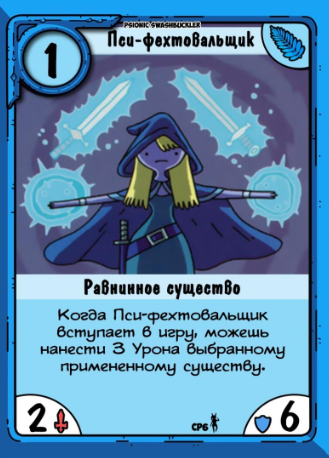 PSIONIC SWASHBUCKLER
1
Пси-фехтовальщик
Равнинное существо
Когда Пси-фехтовальщик
вступает в игру, можешь
нанести 3 Урона выбранному
примененному существу.
2
СР6
6